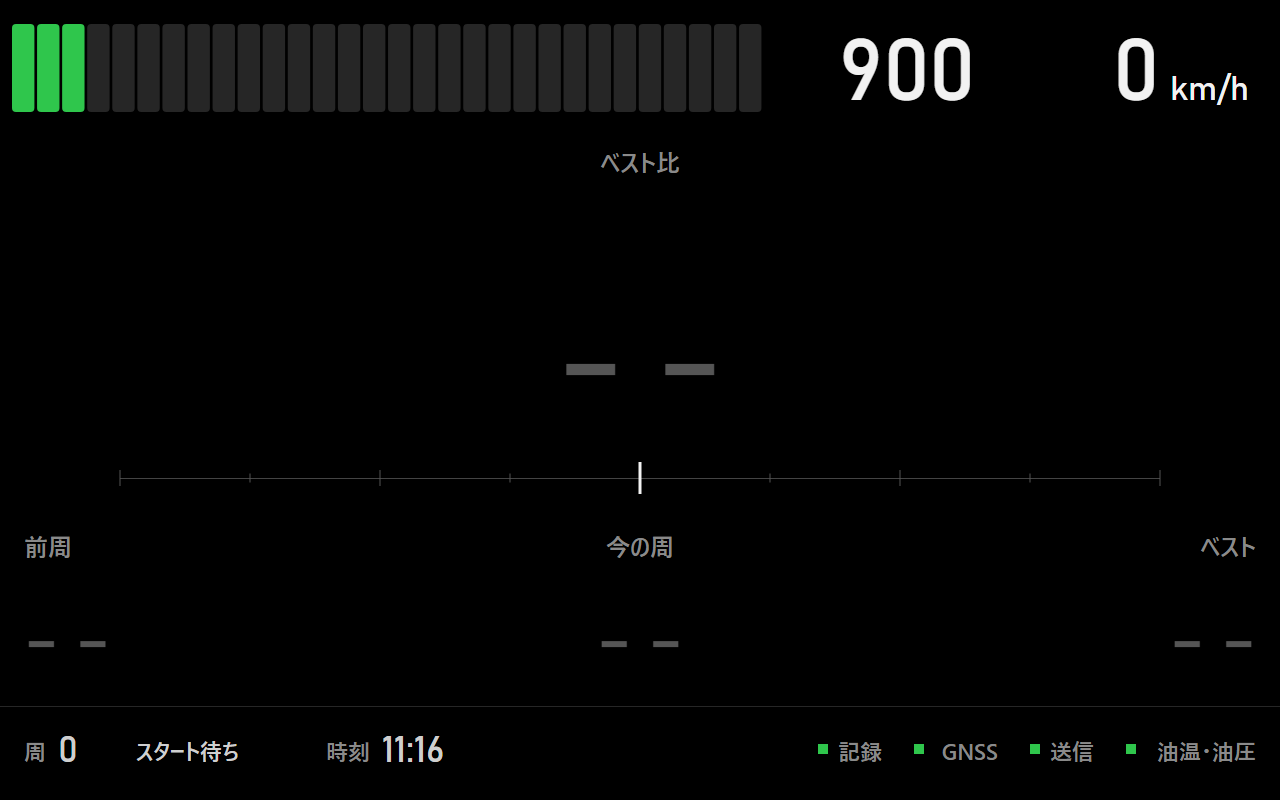 900 0 km/h
ベスト比
– –
前周 今の周 ベスト
– – – – – –
周 0 スタート待ち 時刻 11:16 記録 GNSS 送信 油温・油圧